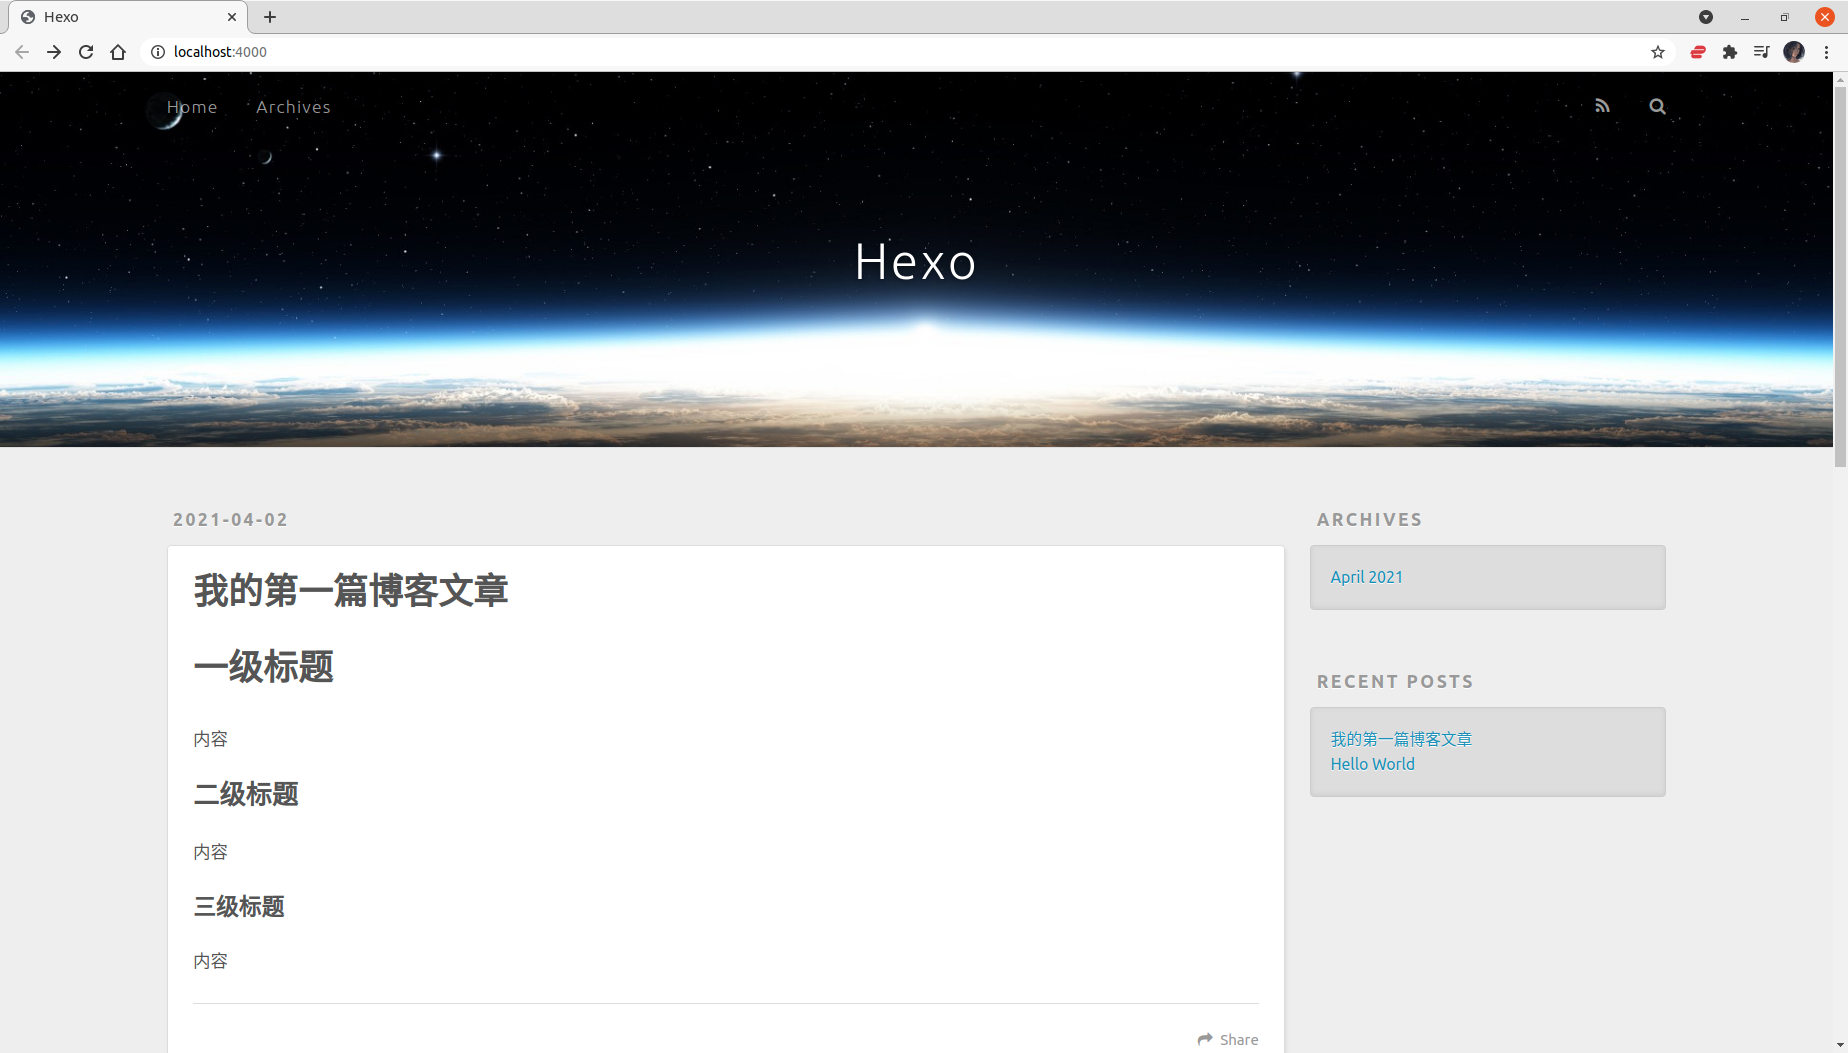 Hexo
localhost:4000
Home Archives
Hexo
2021-04-02
我的第一篇博客文章
一级标题
内容
二级标题
内容
三级标题
内容
Share
ARCHIVES
April 2021
RECENT POSTS
我的第一篇博客文章
Hello World